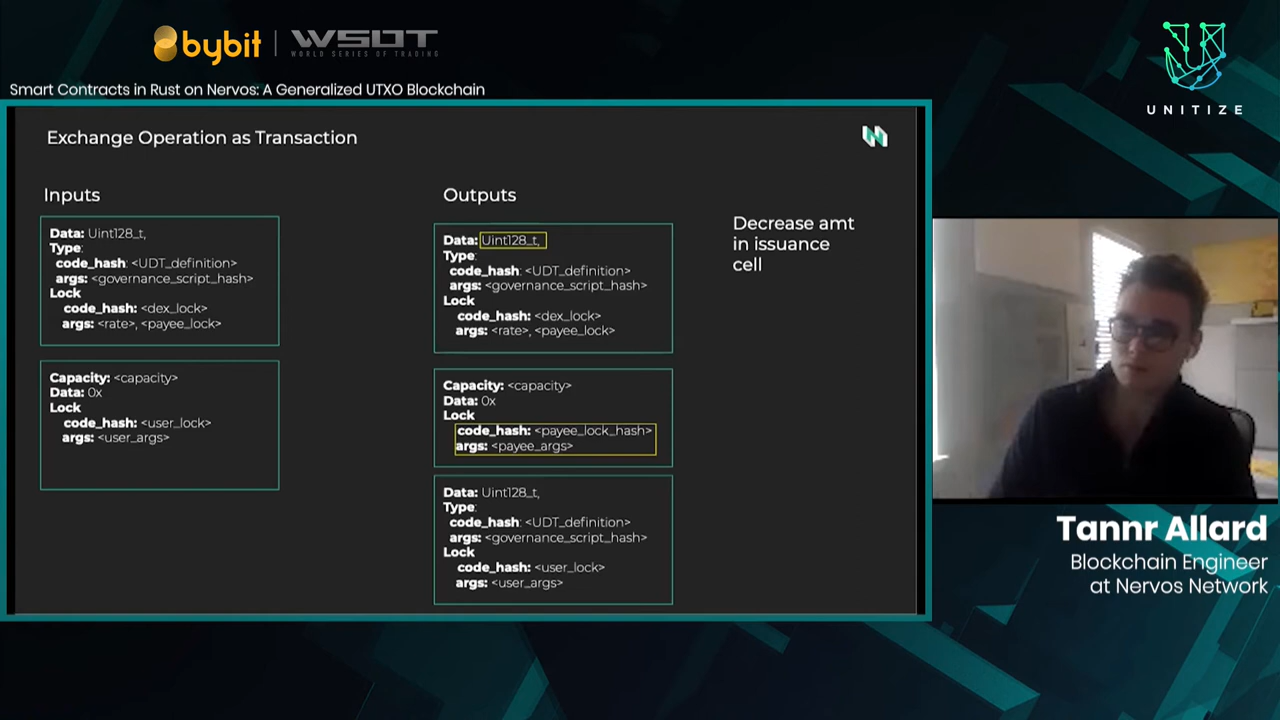 bybit | WSOT
WORLD SERIES OF TRADING
Smart Contracts in Rust on Nervos: A Generalized UTXO Blockchain
UNITIZE
Exchange Operation as Transaction
Inputs
Data: Uint128_t,
Type:
code_hash: <UDT_definition>
args: <governance_script_hash>
Lock
code_hash: <dex_lock>
args: <rate>, <payee_lock>
Capacity: <capacity>
Data: 0x
Lock
code_hash: <user_lock>
args: <user_args>
Outputs
Data: Uint128_t,
Type:
code_hash: <UDT_definition>
args: <governance_script_hash>
Lock
code_hash: <dex_lock>
args: <rate>, <payee_lock>
Capacity: <capacity>
Data: 0x
Lock
code_hash: <payee_lock_hash>
args: <payee_args>
Data: Uint128_t,
Type:
code_hash: <UDT_definition>
args: <governance_script_hash>
Lock
code_hash: <user_lock>
args: <user_args>
Decrease amt
in issuance
cell
Tannr Allard
Blockchain Engineer
at Nervos Network